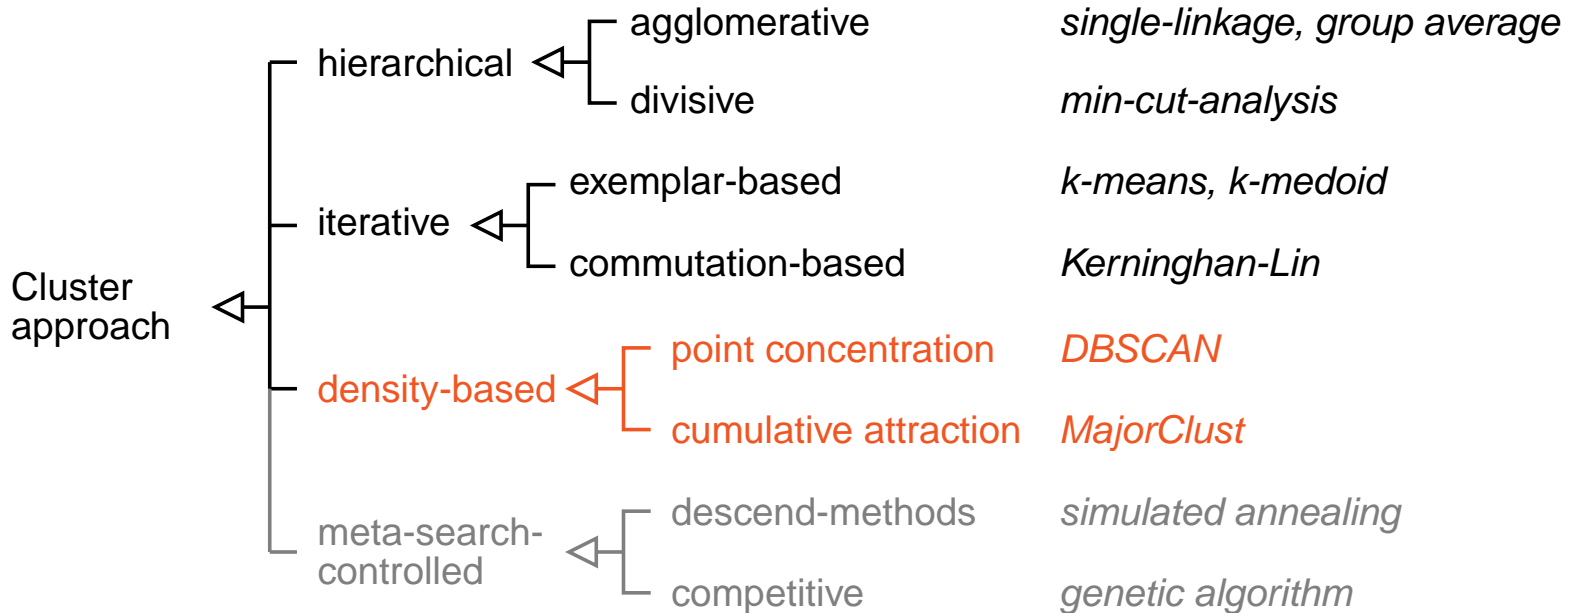 agglomerative single-linkage, group average
hierarchical
divisive min-cut-analysis
exemplar-based k-means, k-medoid
iterative
commutation-based Kerninghan-Lin
Cluster
approach
point concentration DBSCAN
density-based
cumulative attraction MajorClust
descend-methods simulated annealing
meta-search-
controlled
competitive genetic algorithm